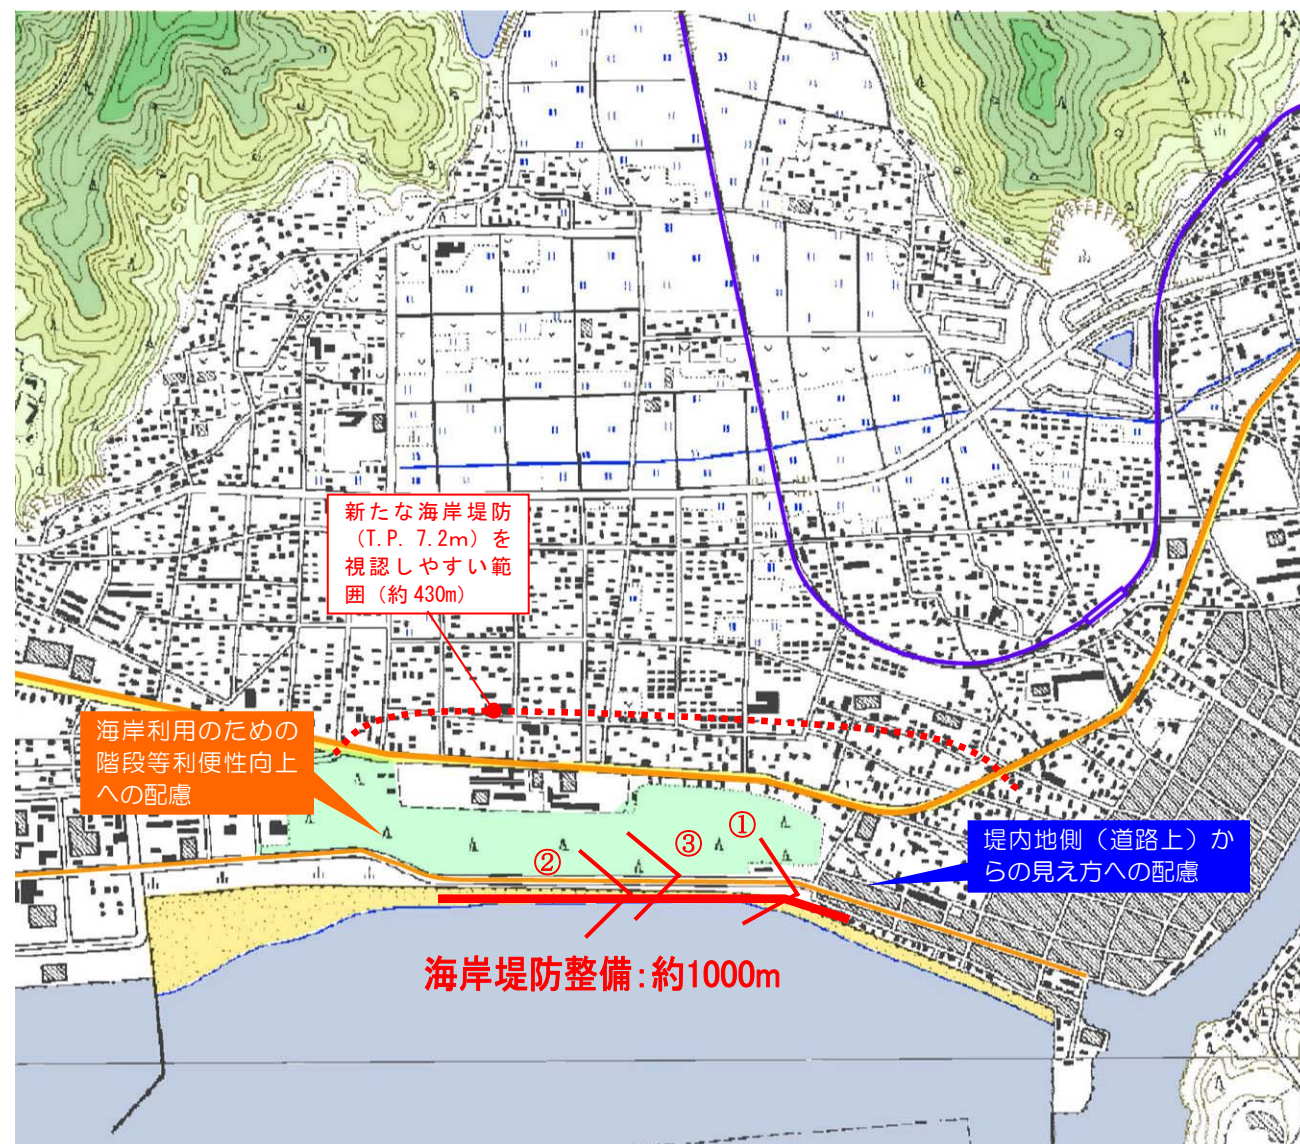 新たな海岸堤防
（T.P. 7.2m）を
視認しやすい範
囲（約430m）
海岸利用のための
階段等利便性向上
への配慮
①
③
②
堤内地側（道路上）か
らの見え方への配慮
海岸堤防整備：約1000m